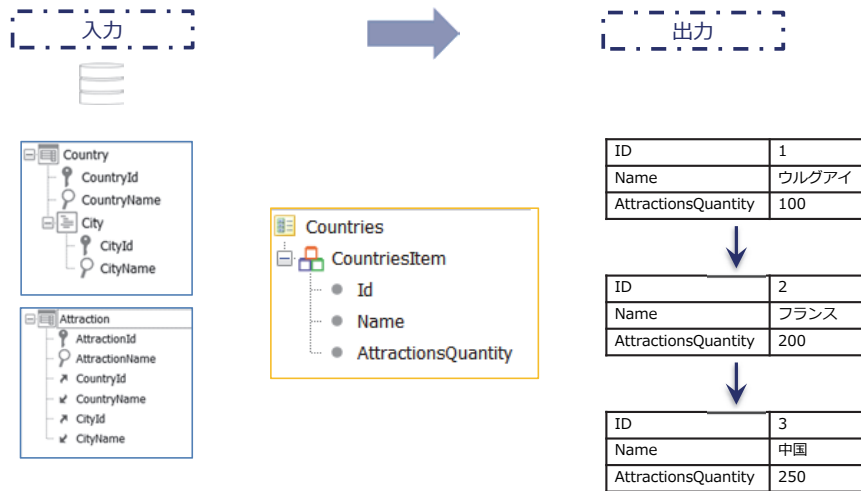 入力
出力
Country
CountryId
CountryName
City
CityId
CityName
Attraction
AttractionId
AttractionName
CountryId
CountryName
CityId
CityName
Countries
CountriesItem
Id
Name
AttractionsQuantity
ID 1
Name ウルグアイ
AttractionsQuantity 100
ID 2
Name フランス
AttractionsQuantity 200
ID 3
Name 中国
AttractionsQuantity 250